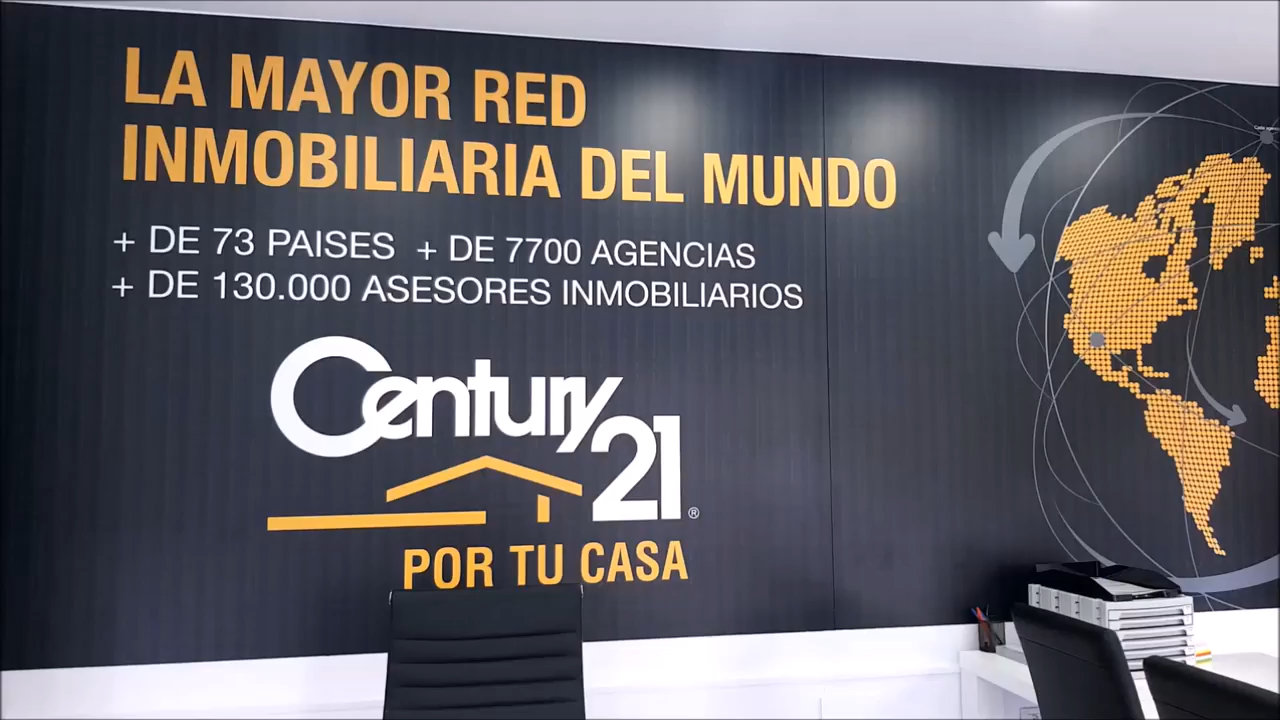 LA MAYOR RED
INMOBILIARIA DEL MUNDO
+ DE 73 PAISES + DE 7700 AGENCIAS
+ DE 130.000 ASESORES INMOBILIARIOS
Century
21®
POR TU CASA